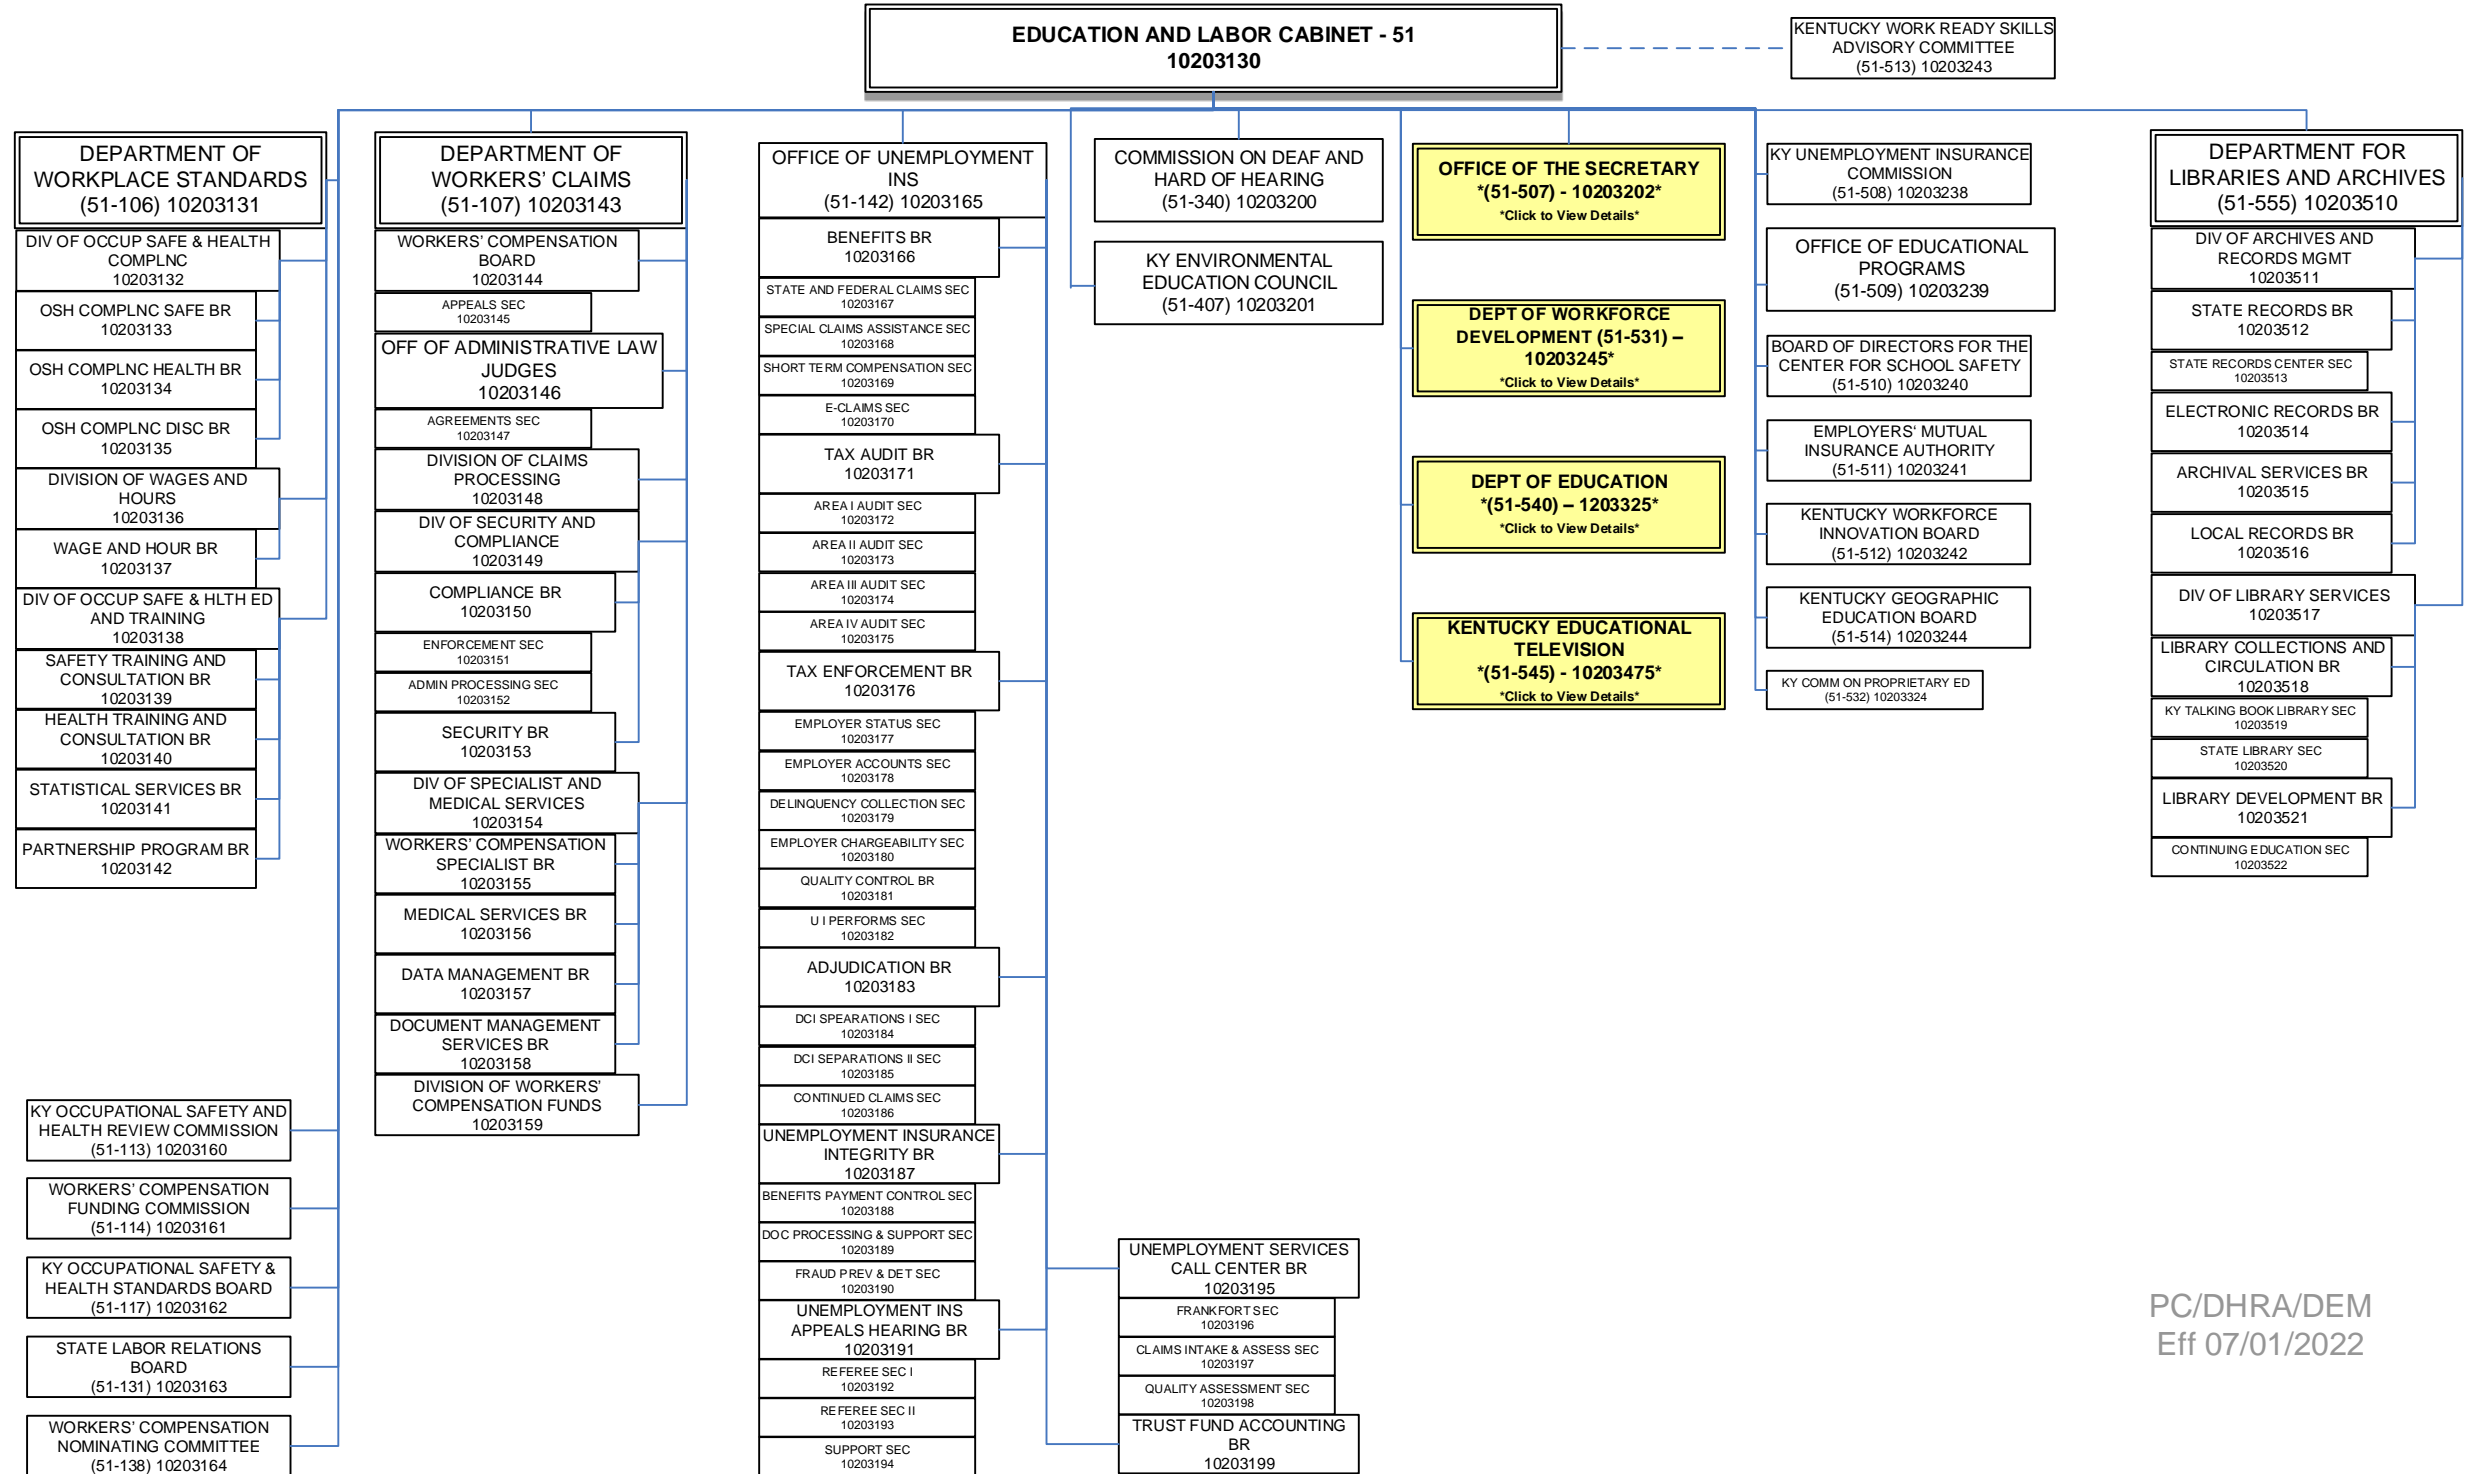 EDUCATION AND LABOR CABINET - 51
10203130
KENTUCKY WORK READY SKILLS
ADVISORY COMMITTEE
(51-513) 10203243
DEPARTMENT OF
WORKPLACE STANDARDS
(51-106) 10203131
DIV OF OCCUP SAFE & HEALTH
COMPLNC
10203132
OSH COMPLNC SAFE BR
10203133
OSH COMPLNC HEALTH BR
10203134
OSH COMPLNC DISC BR
10203135
DIVISION OF WAGES AND
HOURS
10203136
WAGE AND HOUR BR
10203137
DIV OF OCCUP SAFE & HLTH ED
AND TRAINING
10203138
SAFETY TRAINING AND
CONSULTATION BR
10203139
HEALTH TRAINING AND
CONSULTATION BR
10203140
STATISTICAL SERVICES BR
10203141
PARTNERSHIP PROGRAM BR
10203142
KY OCCUPATIONAL SAFETY AND
HEALTH REVIEW COMMISSION
(51-113) 10203160
WORKERS' COMPENSATION
FUNDING COMMISSION
(51-114) 10203161
KY OCCUPATIONAL SAFETY &
HEALTH STANDARDS BOARD
(51-117) 10203162
STATE LABOR RELATIONS
BOARD
(51-131) 10203163
WORKERS' COMPENSATION
NOMINATING COMMITTEE
(51-138) 10203164
DEPARTMENT OF
WORKERS' CLAIMS
(51-107) 10203143
WORKERS' COMPENSATION
BOARD
10203144
APPEALS SEC
10203145
OFF OF ADMINISTRATIVE LAW
JUDGES
10203146
AGREEMENTS SEC
10203147
DIVISION OF CLAIMS
PROCESSING
10203148
DIV OF SECURITY AND
COMPLIANCE
10203149
COMPLIANCE BR
10203150
ENFORCEMENT SEC
10203151
ADMIN PROCESSING SEC
10203152
SECURITY BR
10203153
DIV OF SPECIALIST AND
MEDICAL SERVICES
10203154
WORKERS' COMPENSATION
SPECIALIST BR
10203155
MEDICAL SERVICES BR
10203156
DATA MANAGEMENT BR
10203157
DOCUMENT MANAGEMENT
SERVICES BR
10203158
DIVISION OF WORKERS'
COMPENSATION FUNDS
10203159
OFFICE OF UNEMPLOYMENT
INS
(51-142) 10203165
BENEFITS BR
10203166
STATE AND FEDERAL CLAIMS SEC
10203167
SPECIAL CLAIMS ASSISTANCE SEC
10203168
SHORT TERM COMPENSATION SEC
10203169
E-CLAIMS SEC
10203170
TAX AUDIT BR
10203171
AREA I AUDIT SEC
10203172
AREA II AUDIT SEC
10203173
AREA III AUDIT SEC
10203174
AREA IV AUDIT SEC
10203175
TAX ENFORCEMENT BR
10203176
EMPLOYER STATUS SEC
10203177
EMPLOYER ACCOUNTS SEC
10203178
DELINQUENCY COLLECTION SEC
10203179
EMPLOYER CHARGEABILITY SEC
10203180
QUALITY CONTROL BR
10203181
U I PERFORMS SEC
10203182
ADJUDICATION BR
10203183
DCI SPEARATIONS I SEC
10203184
DCI SEPARATIONS II SEC
10203185
CONTINUED CLAIMS SEC
10203186
UNEMPLOYMENT INSURANCE
INTEGRITY BR
10203187
BENEFITS PAYMENT CONTROL SEC
10203188
DOC PROCESSING & SUPPORT SEC
10203189
FRAUD PREV & DET SEC
10203190
UNEMPLOYMENT INS
APPEALS HEARING BR
10203191
REFEREE SEC I
10203192
REFEREE SEC II
10203193
SUPPORT SEC
10203194
UNEMPLOYMENT SERVICES
CALL CENTER BR
10203195
FRANKFORT SEC
10203196
CLAIMS INTAKE & ASSESS SEC
10203197
QUALITY ASSESSMENT SEC
10203198
TRUST FUND ACCOUNTING
BR
10203199
COMMISSION ON DEAF AND
HARD OF HEARING
(51-340) 10203200
KY ENVIRONMENTAL
EDUCATION COUNCIL
(51-407) 10203201
OFFICE OF THE SECRETARY
*(51-507) - 10203202*
*Click to View Details*
DEPT OF WORKFORCE
DEVELOPMENT (51-531) –
10203245*
*Click to View Details*
DEPT OF EDUCATION
*(51-540) – 1203325*
*Click to View Details*
KENTUCKY EDUCATIONAL
TELEVISION
*(51-545) - 10203475*
*Click to View Details*
KY UNEMPLOYMENT INSURANCE
COMMISSION
(51-508) 10203238
OFFICE OF EDUCATIONAL
PROGRAMS
(51-509) 10203239
BOARD OF DIRECTORS FOR THE
CENTER FOR SCHOOL SAFETY
(51-510) 10203240
EMPLOYERS' MUTUAL
INSURANCE AUTHORITY
(51-511) 10203241
KENTUCKY WORKFORCE
INNOVATION BOARD
(51-512) 10203242
KENTUCKY GEOGRAPHIC
EDUCATION BOARD
(51-514) 10203244
KY COMM ON PROPRIETARY ED
(51-532) 10203324
DEPARTMENT FOR
LIBRARIES AND ARCHIVES
(51-555) 10203510
DIV OF ARCHIVES AND
RECORDS MGMT
10203511
STATE RECORDS BR
10203512
STATE RECORDS CENTER SEC
10203513
ELECTRONIC RECORDS BR
10203514
ARCHIVAL SERVICES BR
10203515
LOCAL RECORDS BR
10203516
DIV OF LIBRARY SERVICES
10203517
LIBRARY COLLECTIONS AND
CIRCULATION BR
10203518
KY TALKING BOOK LIBRARY SEC
10203519
STATE LIBRARY SEC
10203520
LIBRARY DEVELOPMENT BR
10203521
CONTINUING EDUCATION SEC
10203522
PC/DHRA/DEM
Eff 07/01/2022